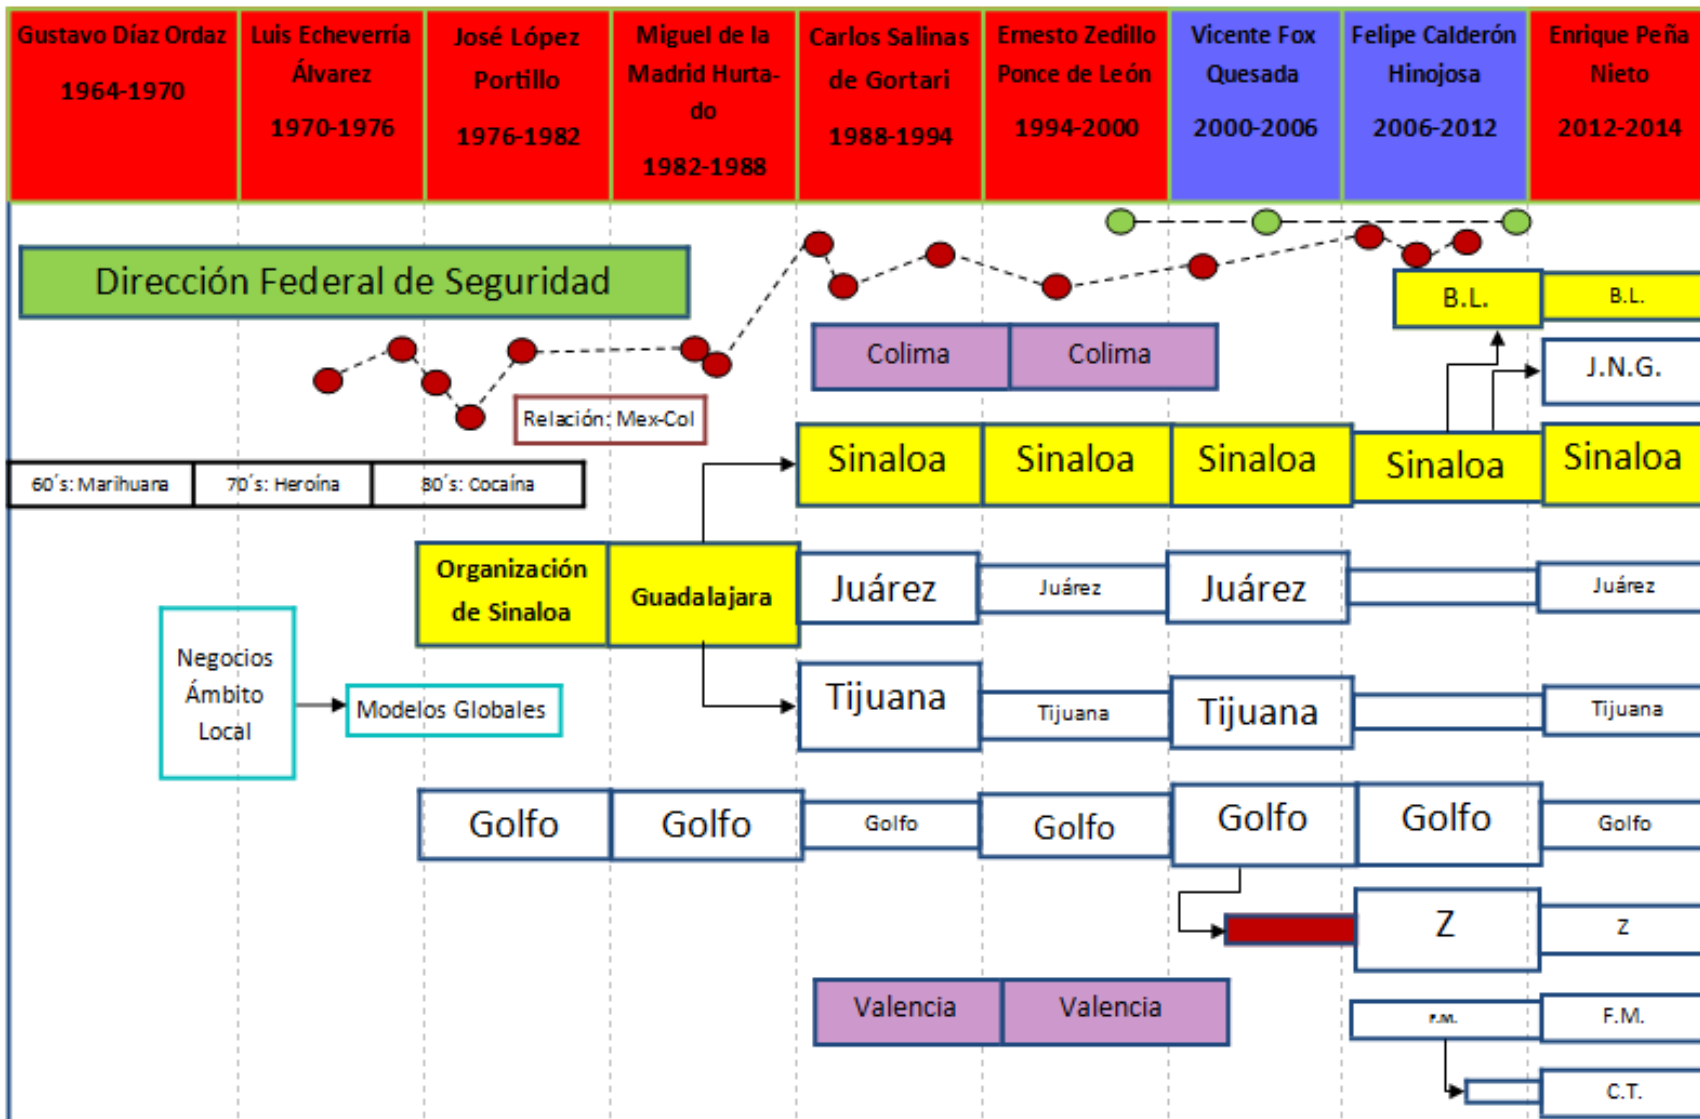 Gustavo Díaz Ordaz
1964-1970
Luis Echeverría
Álvarez
1970-1976
José López
Portillo
1976-1982
Miguel de la
Madrid Hurta-
do
1982-1988
Carlos Salinas
de Gortari
1988-1994
Ernesto Zedillo
Ponce de León
1994-2000
Vicente Fox
Quesada
2000-2006
Felipe Calderón
Hinojosa
2006-2012
Enrique Peña
Nieto
2012-2014
Dirección Federal de Seguridad
B.L.
B.L.
Colima
Colima
J.N.G.
Relación: Mex-Col
Sinaloa
Sinaloa
Sinaloa
Sinaloa
Sinaloa
60´s: Marihuana
70´s: Heroína
80´s: Cocaína
Organización
de Sinaloa
Guadalajara
Juárez
Juárez
Juárez
Juárez
Negocios
Ámbito
Local
Modelos Globales
Tijuana
Tijuana
Tijuana
Tijuana
Golfo
Golfo
Golfo
Golfo
Golfo
Golfo
Golfo
Z
Z
Valencia
Valencia
F.M.
F.M.
C.T.